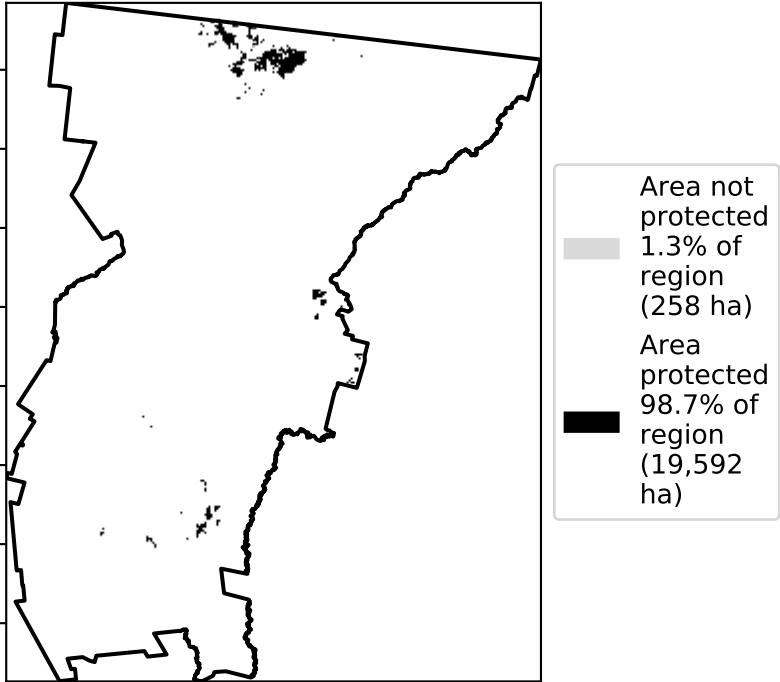 Area not
protected
1.3% of
region
(258 ha)
Area
protected
98.7% of
region
(19,592
ha)